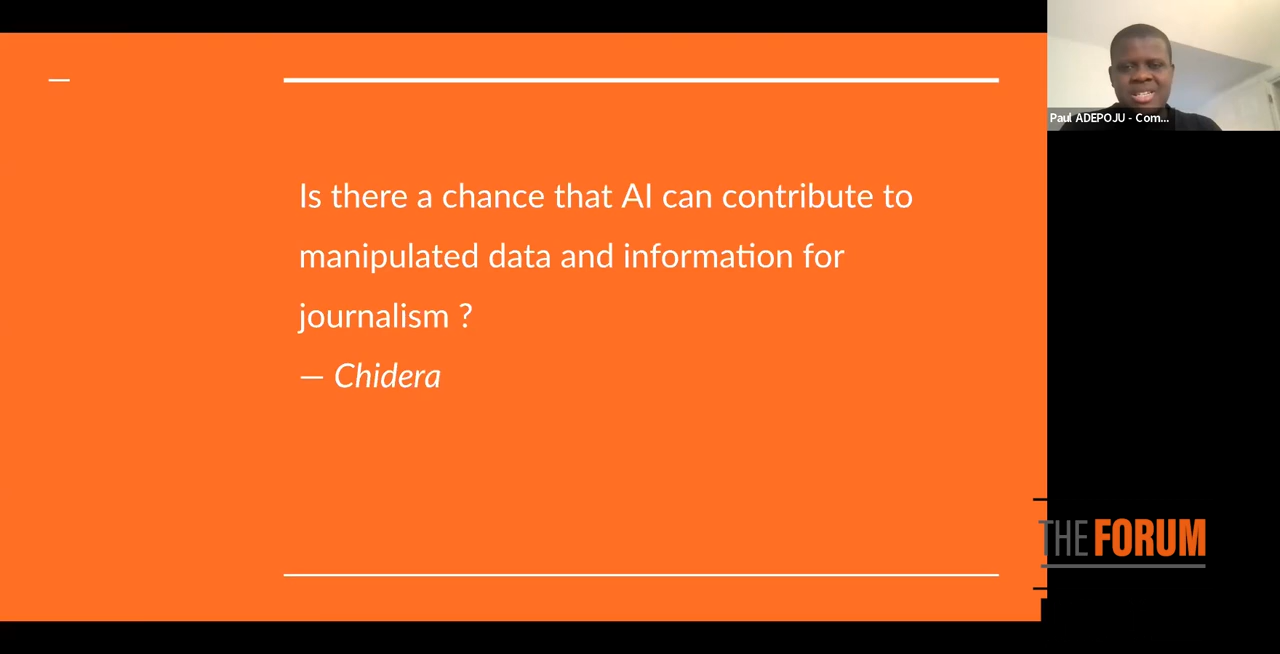 Is there a chance that AI can contribute to
manipulated data and information for
journalism ?
— Chidera
Paul ADEPOJU - Com...
THE FORUM